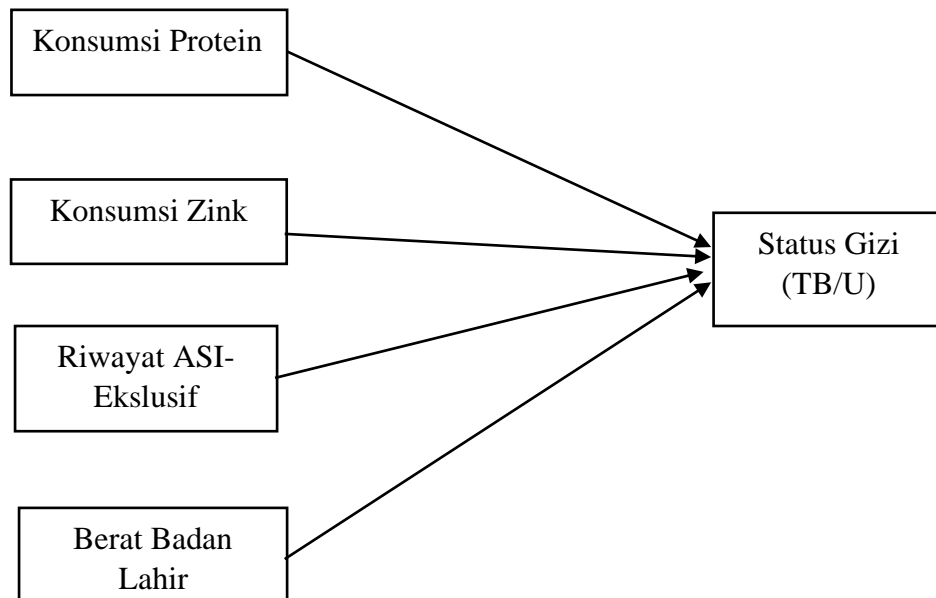 Konsumsi Protein
Konsumsi Zink
Status Gizi
(TB/U)
Riwayat ASI-
Ekslusif
Berat Badan
Lahir